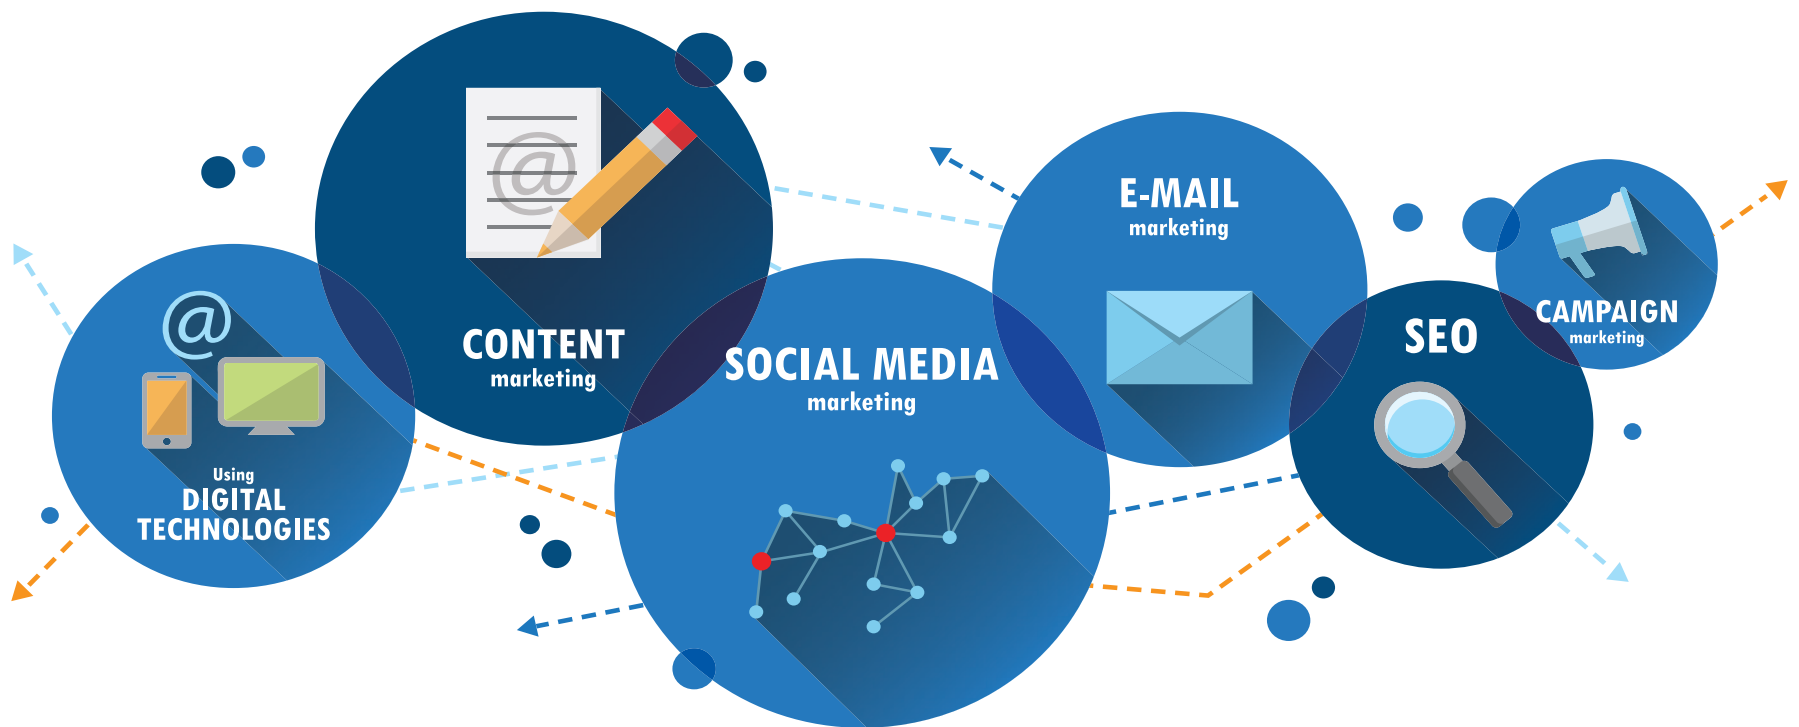 @
Using
DIGITAL
TECHNOLOGIES
@
CONTENT
marketing
SOCIAL MEDIA
marketing
E-MAIL
marketing
SEO
CAMPAIGN
marketing